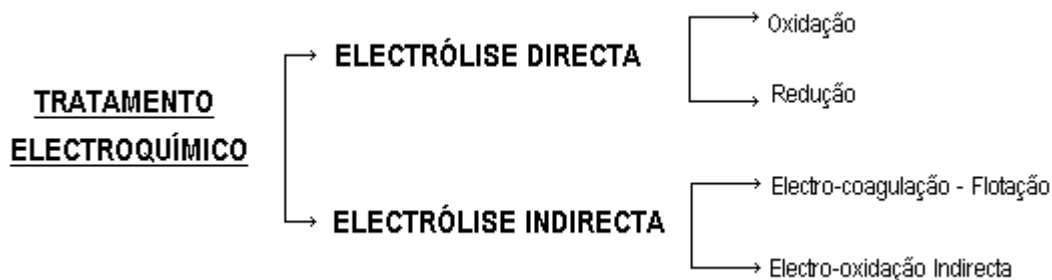 TRATAMENTO
ELECTROQUÍMICO
ELECTRÓLISE DIRECTA
Oxidação
Redução
ELECTRÓLISE INDIRECTA
Electro-coagulação - Flotação
Electro-oxidação Indirecta